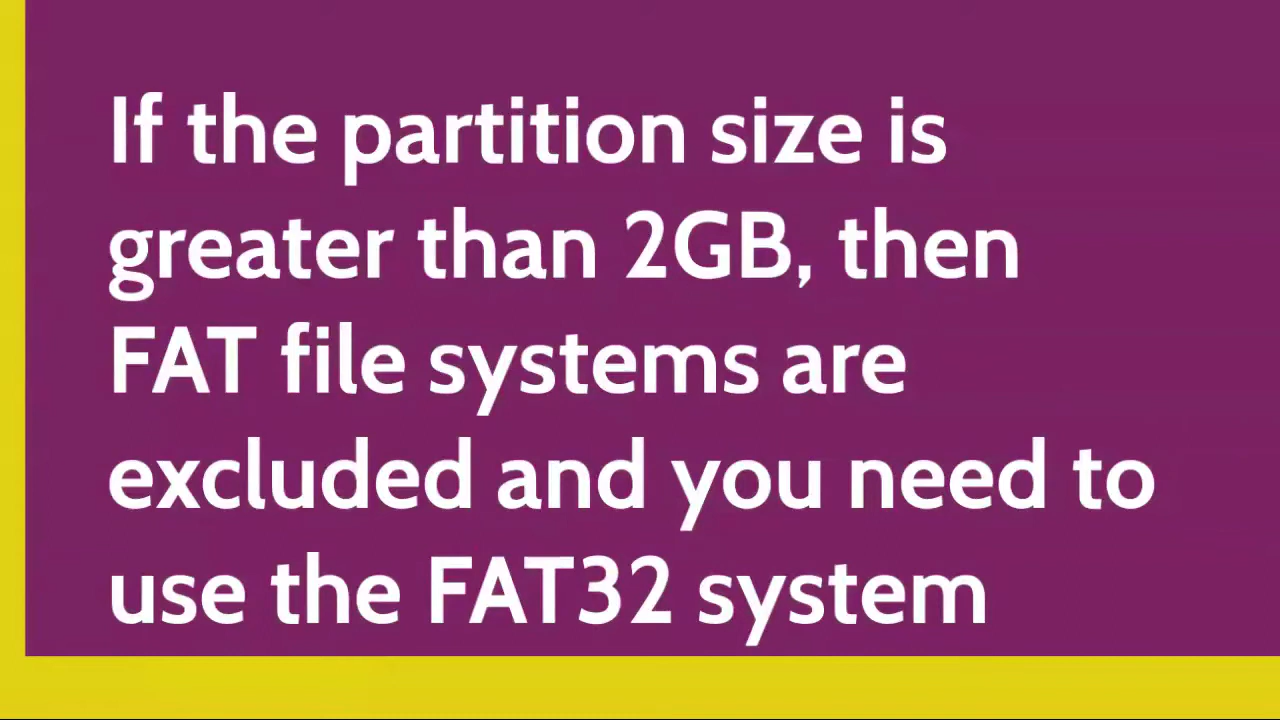 If the partition size is
greater than 2GB, then
FAT file systems are
excluded and you need to
use the FAT32 system